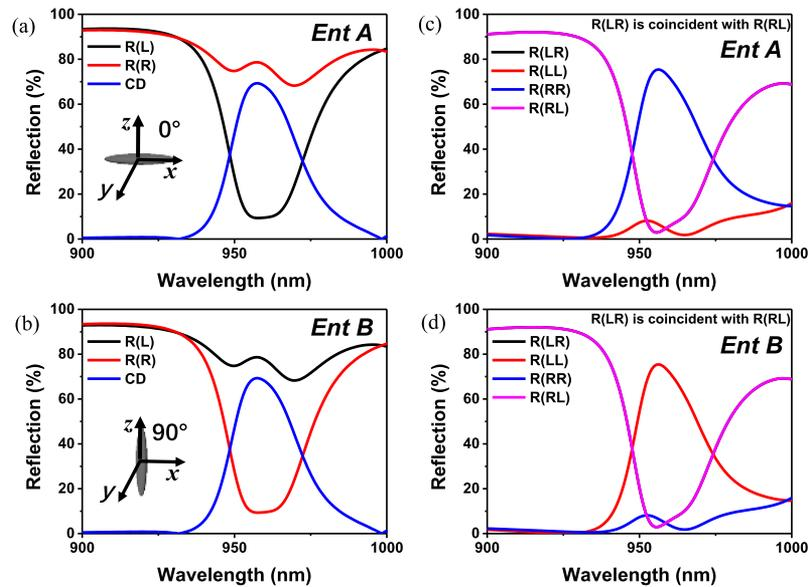 (a)
Reflection (%)
100
80
60
40
20
0
R(L)
R(R)
CD
Ent A
z
0°
x
y
900
950
1000
Wavelength (nm)
(c)
Reflection (%)
100
80
60
40
20
0
R(LR) is coincident with R(RL)
Ent A
R(LR)
R(LL)
R(RR)
R(RL)
900
950
1000
Wavelength (nm)
(b)
Reflection (%)
100
80
60
40
20
0
R(L)
R(R)
CD
Ent B
z
90°
x
y
900
950
1000
Wavelength (nm)
(d)
Reflection (%)
100
80
60
40
20
0
R(LR) is coincident with R(RL)
Ent B
R(LR)
R(LL)
R(RR)
R(RL)
900
950
1000
Wavelength (nm)